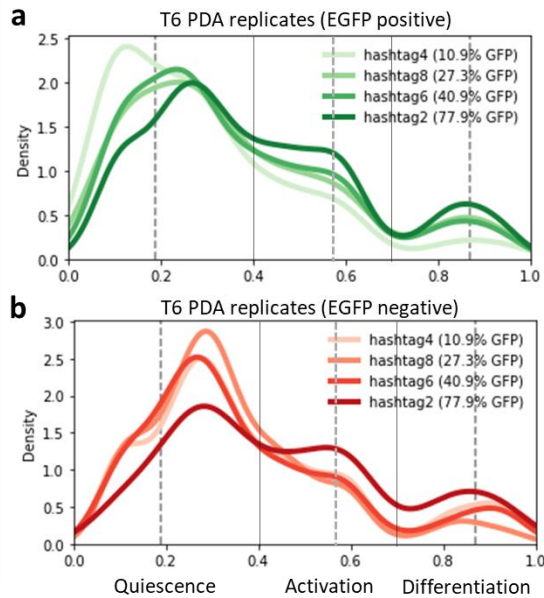 a
T6 PDA replicates (EGFP positive)
2.5
2.0
1.5
1.0
0.5
0.0
Density
hashtag4 (10.9% GFP)
hashtag8 (27.3% GFP)
hashtag6 (40.9% GFP)
hashtag2 (77.9% GFP)
0.0 0.2 0.4 0.6 0.8 1.0
b
T6 PDA replicates (EGFP negative)
3.0
2.5
2.0
1.5
1.0
0.5
0.0
Density
hashtag4 (10.9% GFP)
hashtag8 (27.3% GFP)
hashtag6 (40.9% GFP)
hashtag2 (77.9% GFP)
0.0 0.2 0.4 0.6 0.8 1.0
Quiescence Activation Differentiation